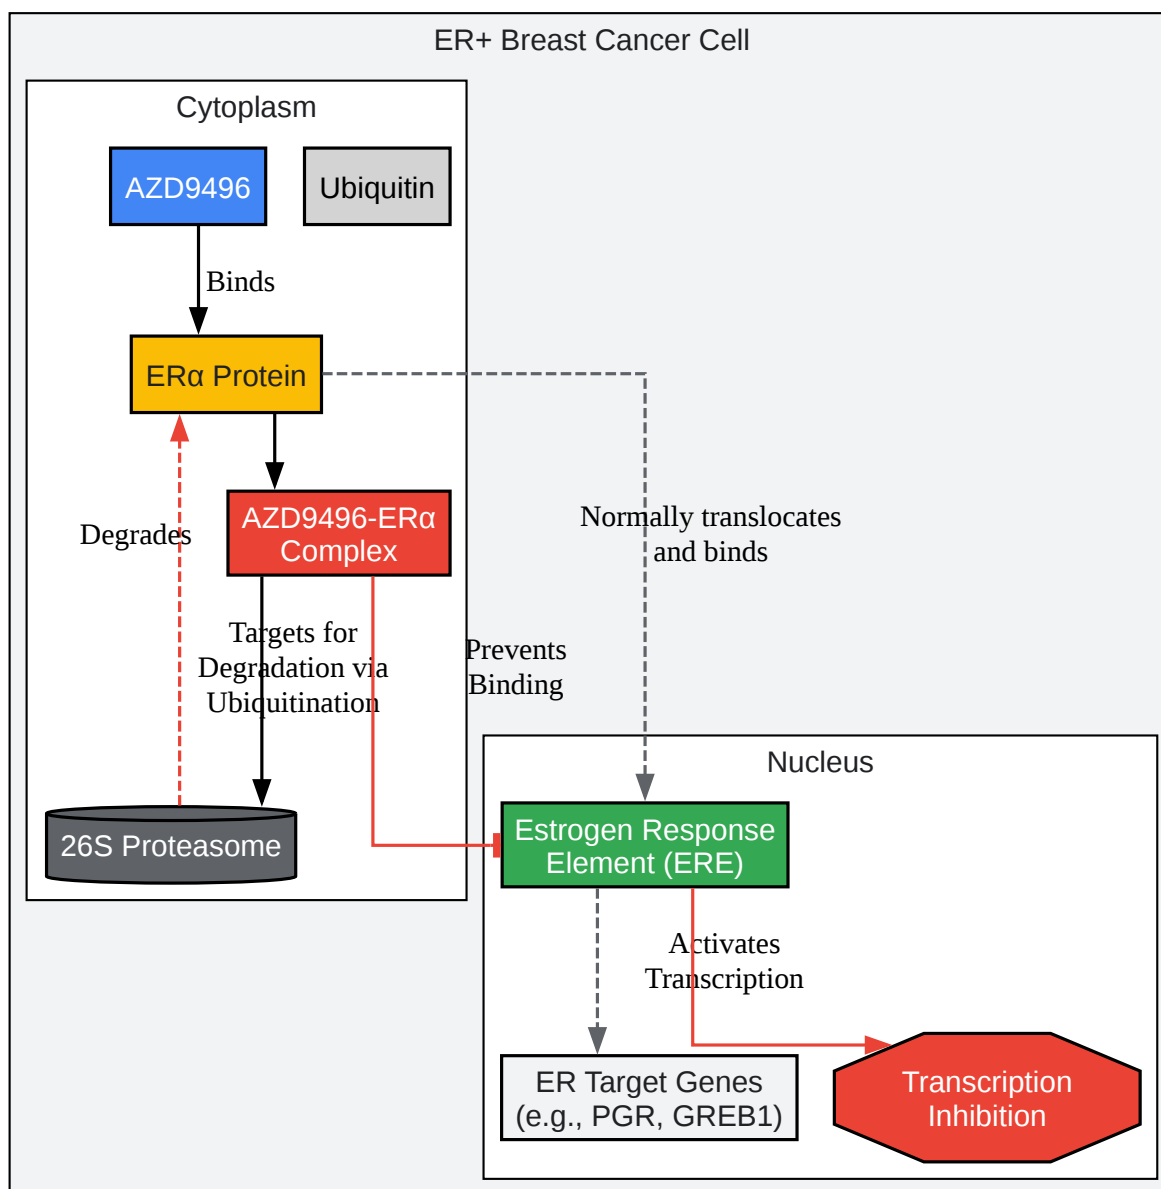 ER+ Breast Cancer Cell
Cytoplasm
AZD9496
Ubiquitin
Binds
ERα Protein
AZD9496-ERα
Complex
Degrades
Normally translocates
and binds
Targets for
Degradation via
Ubiquitination
Prevents
Binding
Nucleus
26S Proteasome
Estrogen Response
Element (ERE)
Activates
Transcription
ER Target Genes
(e.g., PGR, GREB1)
Transcription
Inhibition